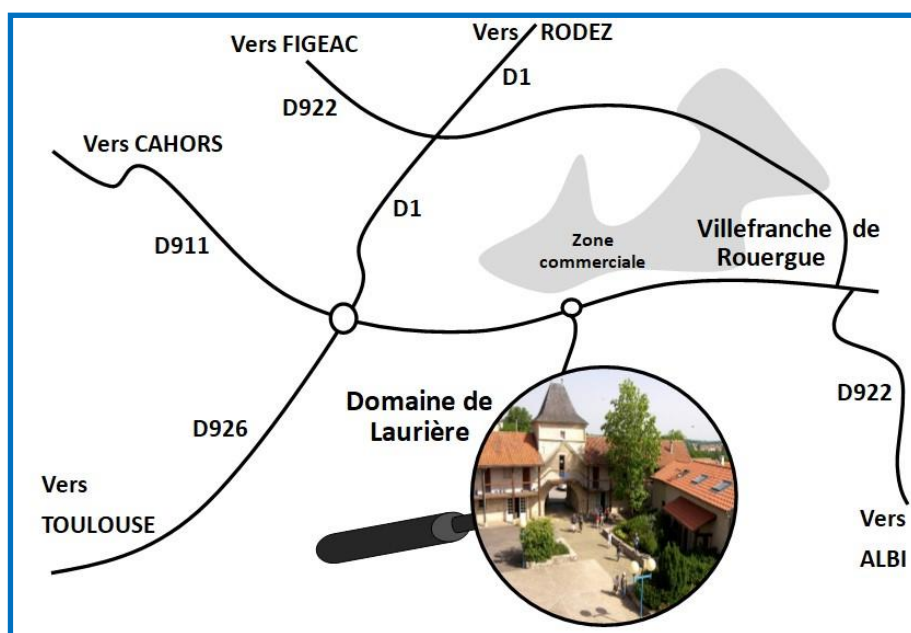 Vers FIGEAC
Vers RODEZ
D1
D922
Vers CAHORS
D1
D911
Zone
commerciale
Villefranche de
Rouergue
Domaine de
Laurière
D922
D926
Vers
TOULOUSE
Vers
ALBI